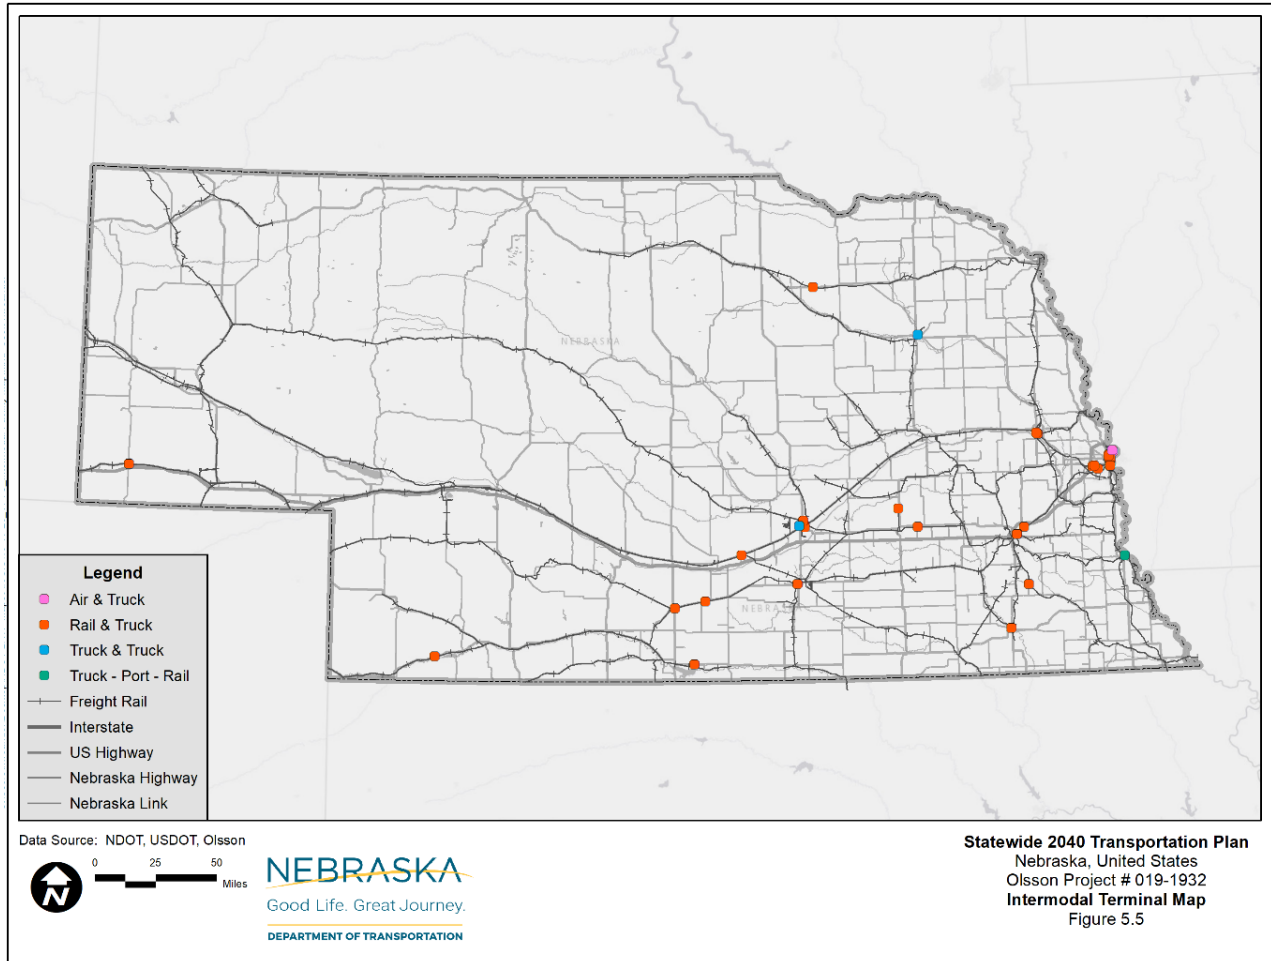 NEBRASKA
NEBRASKA
Legend
Air & Truck
Rail & Truck
Truck & Truck
Truck - Port - Rail
Freight Rail
Interstate
US Highway
Nebraska Highway
Nebraska Link
Data Source: NDOT, USDOT, Olsson
0 25 50
Miles
N
NEBRASKA
Good Life. Great Journey.
DEPARTMENT OF TRANSPORTATION
Statewide 2040 Transportation Plan
Nebraska, United States
Olsson Project # 019-1932
Intermodal Terminal Map
Figure 5.5